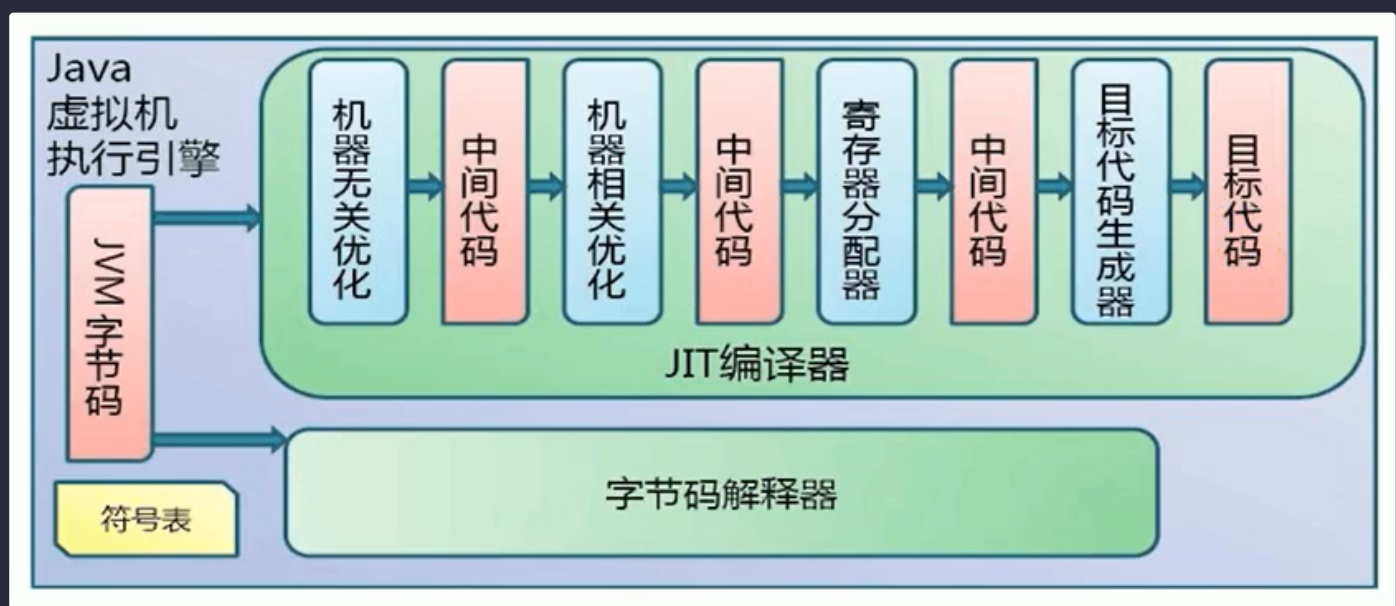 Java
虚拟机
执行引擎
JVM字节码
机器无关优化
中间代码
机器相关优化
中间代码
寄存器分配器
中间代码
目标代码生成器
目标代码
JIT编译器
字节码解释器
符号表